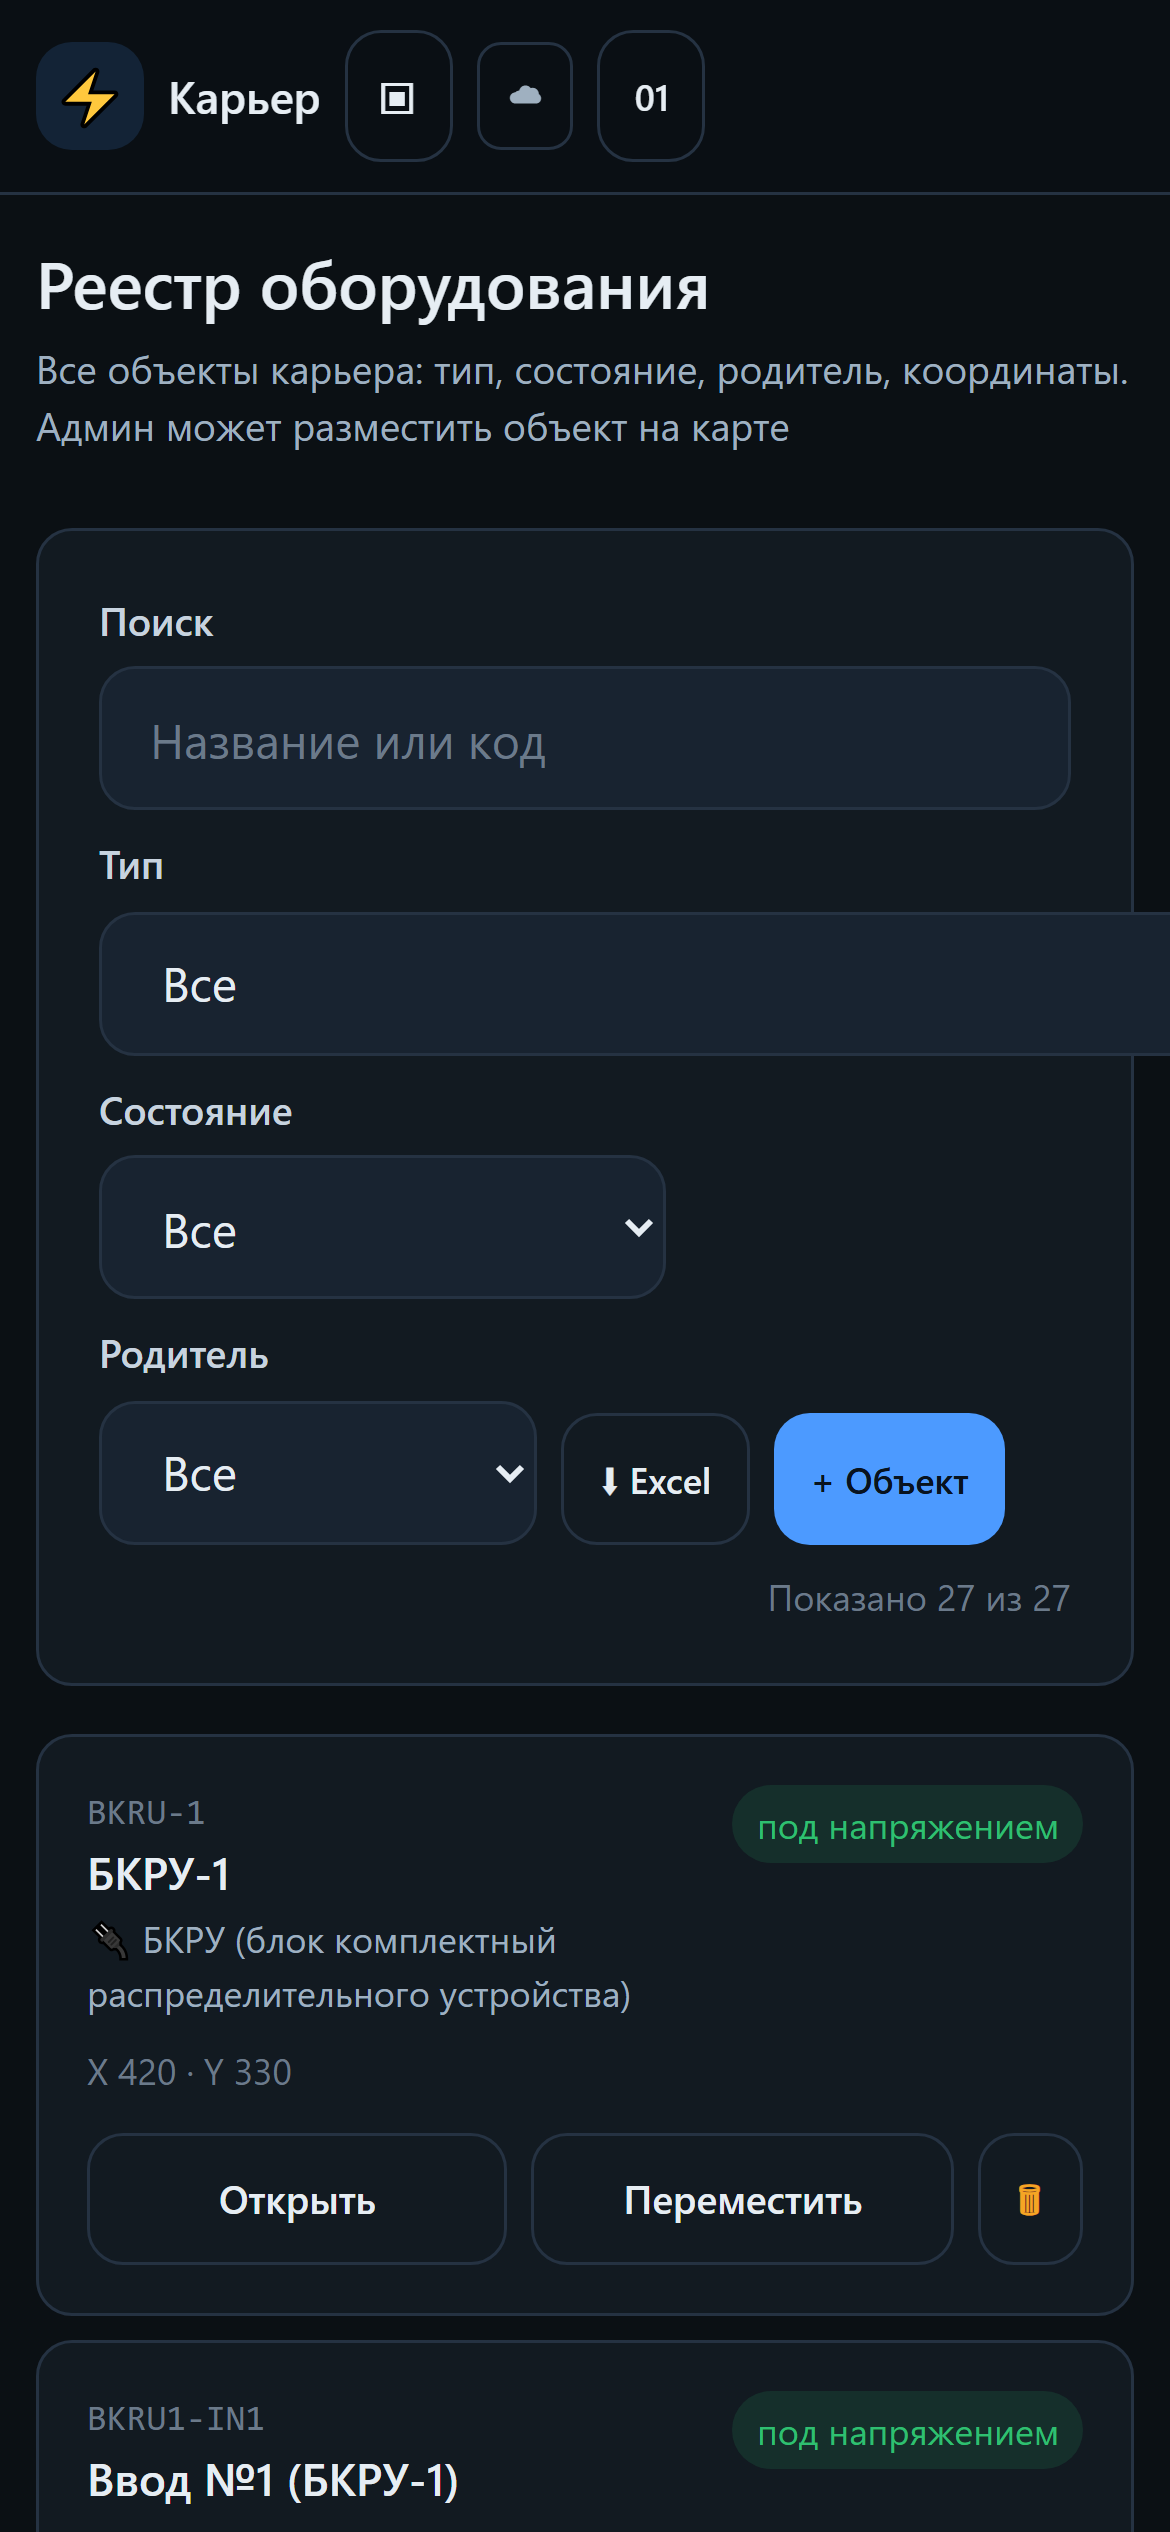 Карьер
01
Реестр оборудования
Все объекты карьера: тип, состояние, родитель, координаты.
Админ может разместить объект на карте
Поиск
Название или код
Тип
Все
Состояние
Все
Родитель
Все
⬇ Excel
+ Объект
Показано 27 из 27
BKRU-1
под напряжением
БКРУ-1
БКРУ (блок комплектный
распределительного устройства)
X 420 · Y 330
Открыть
Переместить
BKRU1-IN1
под напряжением
Ввод №1 (БКРУ-1)